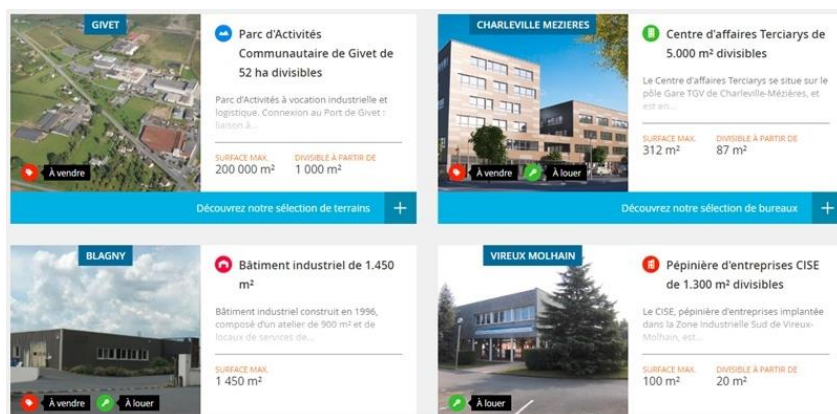 GIVET
Parc d'Activités
Communautaire de Givet de
52 ha divisibles
Parc d'Activités à vocation industrielle et
logistique. Connexion au Port de Givet :
liaison à...
SURFACE MAX.
DIVISIBLE À PARTIR DE
200 000 m²
1 000 m²
À vendre
Découvrez notre sélection de terrains +
CHARLEVILLE MEZIERES
Centre d'affaires Terciarys de
5.000 m² divisibles
Le Centre d'affaires Terciarys se situe sur le
pôle Gare TGV de Charleville-Mézières, et
est en...
SURFACE MAX.
DIVISIBLE À PARTIR DE
312 m²
87 m²
À vendre
À louer
Découvrez notre sélection de bureaux +
BLAGNY
Bâtiment industriel de 1.450
m²
Bâtiment industriel construit en 1996,
composé d'un atelier de 900 m² et de
locaux de services de...
SURFACE MAX.
1 450 m²
À vendre
À louer
VIREUX MOLHAIN
Pépinière d'entreprises CISE
de 1.300 m² divisibles
Le CISE, pépinière d'entreprises implantée
dans la Zone Industrielle Sud de Vireux-
Molhain, est...
SURFACE MAX.
DIVISIBLE À PARTIR DE
100 m²
20 m²
À louer